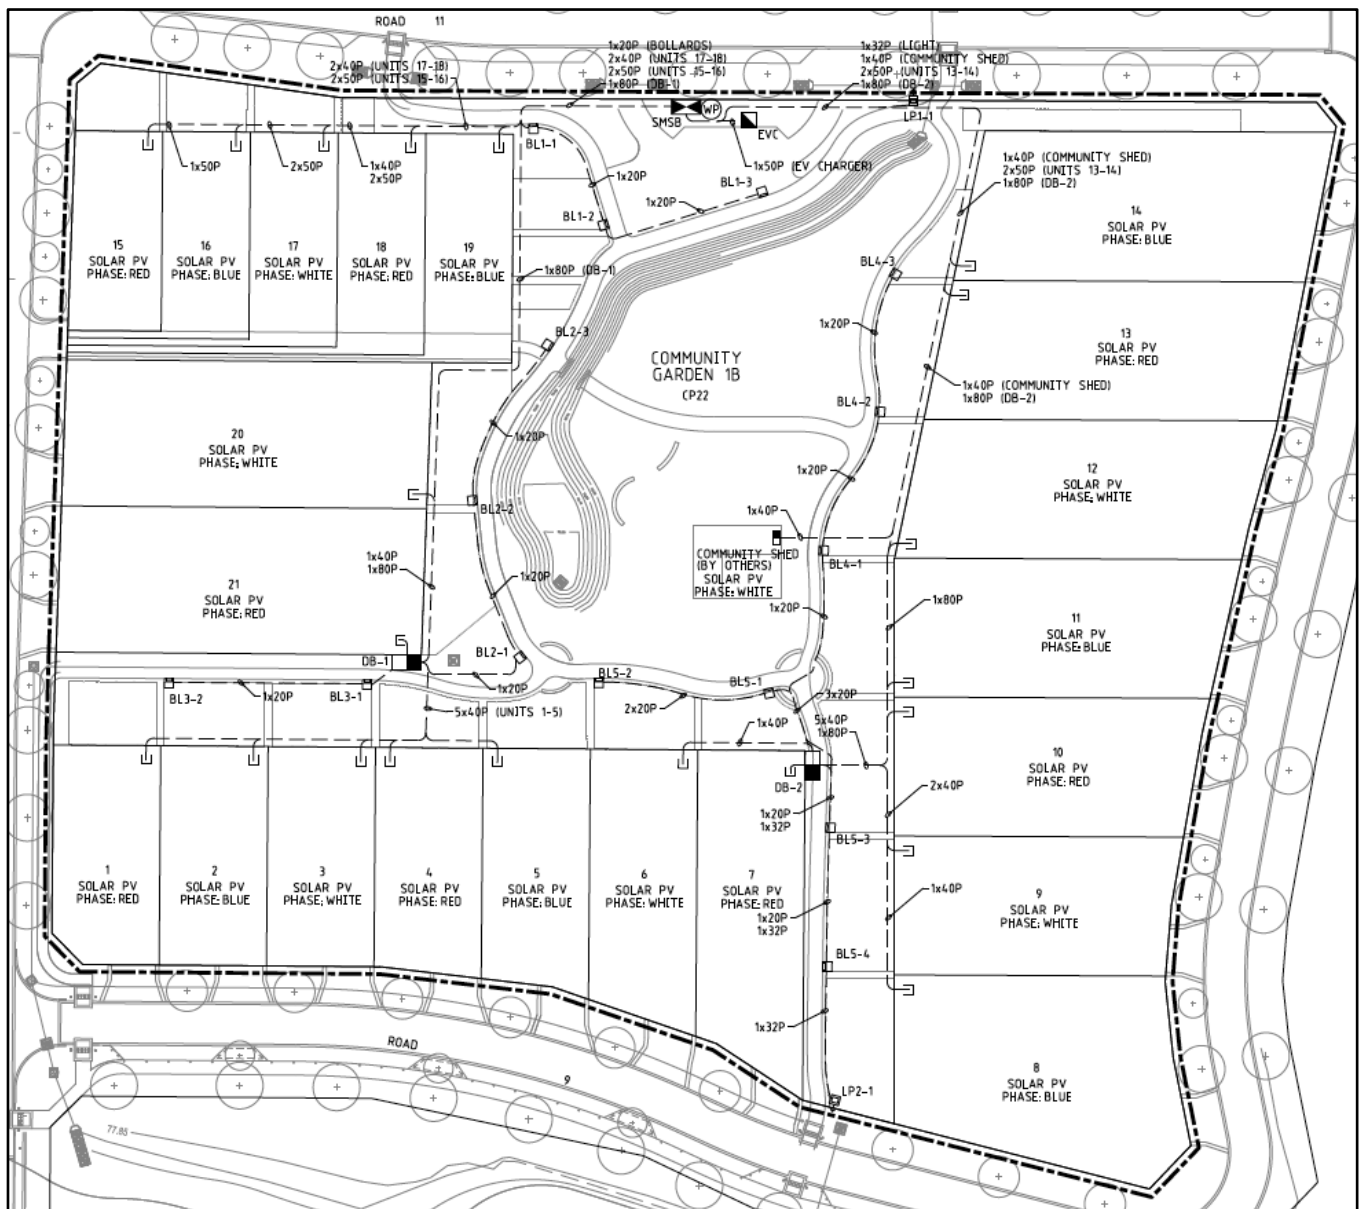 ROAD 11
1x20P (BOLLARDS)
2x40P (UNITS 17-18)
2x50P (UNITS 15-16)
1x80P (DB-1)
1x32P (LIGHT)
1x40P (COMMUNITY SHED)
2x50P (UNITS 13-14)
1x80P (DB-2)
2x40P (UNITS 17-18)
2x50P (UNITS 15-16)
SMSB
WP
EVC
LP1-1
BL1-1
1x50P
2x50P
1x40P
2x50P
1x50P (EV CHARGER)
1x20P
BL1-3
1x20P
BL1-2
1x40P (COMMUNITY SHED)
2x50P (UNITS 13-14)
1x80P (DB-2)
15
SOLAR PV
PHASE: RED
16
SOLAR PV
PHASE: BLUE
17
SOLAR PV
PHASE: WHITE
18
SOLAR PV
PHASE: RED
19
SOLAR PV
PHASE: BLUE
14
SOLAR PV
PHASE: BLUE
1x80P (DB-1)
BL4-3
BL2-3
1x20P
COMMUNITY
GARDEN 1B
CP22
13
SOLAR PV
PHASE: RED
1x40P (COMMUNITY SHED)
1x80P (DB-2)
BL4-2
20
SOLAR PV
PHASE: WHITE
1x20P
1x20P
12
SOLAR PV
PHASE: WHITE
BL2-2
1x40P
1x40P
1x80P
COMMUNITY SHED
(BY OTHERS)
SOLAR PV
PHASE: WHITE
BL4-1
1x20P
21
SOLAR PV
PHASE: RED
1x20P
1x80P
11
SOLAR PV
PHASE: BLUE
DB-1
BL2-1
1x20P
BL5-2
BL5-1
BL3-2
1x20P
BL3-1
2x20P
3x20P
5x40P (UNITS 1-5)
1x40P
5x40P
1x80P
10
SOLAR PV
PHASE: RED
DB-2
2x40P
1x20P
1x32P
BL5-3
1
SOLAR PV
PHASE: RED
2
SOLAR PV
PHASE: BLUE
3
SOLAR PV
PHASE: WHITE
4
SOLAR PV
PHASE: RED
5
SOLAR PV
PHASE: BLUE
6
SOLAR PV
PHASE: WHITE
7
SOLAR PV
PHASE: RED
1x20P
1x32P
1x40P
9
SOLAR PV
PHASE: WHITE
BL5-4
1x32P
ROAD 9
8
SOLAR PV
PHASE: BLUE
LP2-1
77.85